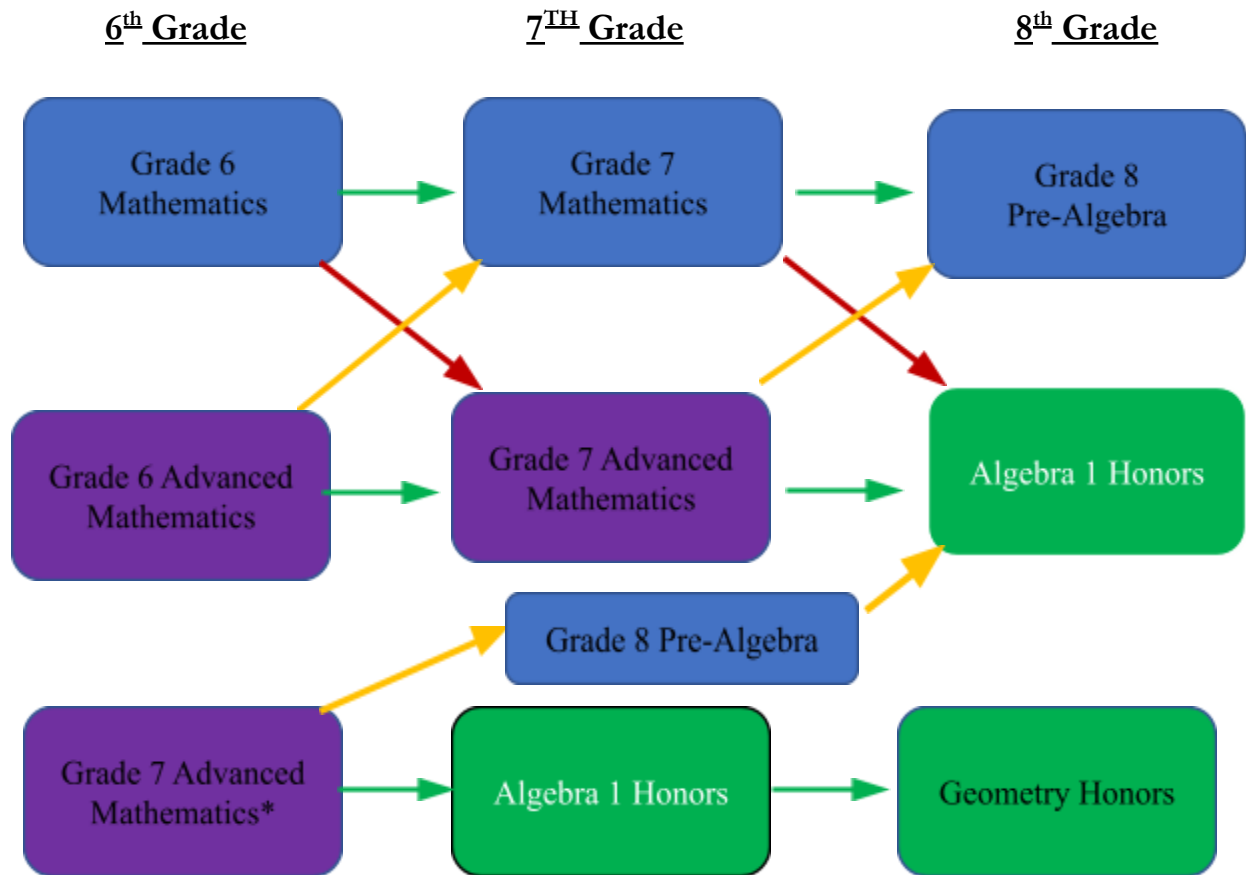 6th Grade
7TH Grade
8th Grade
Grade 6
Mathematics
Grade 7
Mathematics
Grade 8
Pre-Algebra
Grade 6 Advanced
Mathematics
Grade 7 Advanced
Mathematics
Algebra 1 Honors
Grade 8 Pre-Algebra
Grade 7 Advanced
Mathematics*
Algebra 1 Honors
Geometry Honors